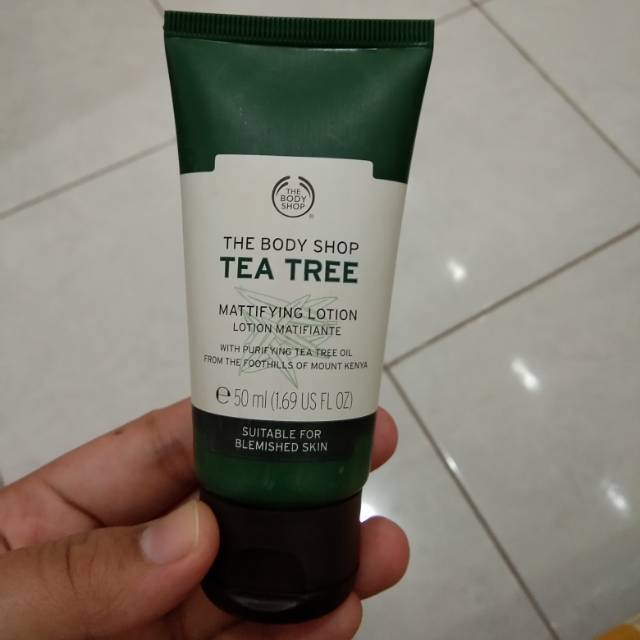 THE
BODY
SHOP
®
THE BODY SHOP
TEA TREE
MATTIFYING LOTION
LOTION MATIFIANTE
WITH PURIFYING TEA TREE OIL
FROM THE FOOTHILLS OF MOUNT KENYA
℮ 50 ml (1.69 US FL OZ)
SUITABLE FOR
BLEMISHED SKIN